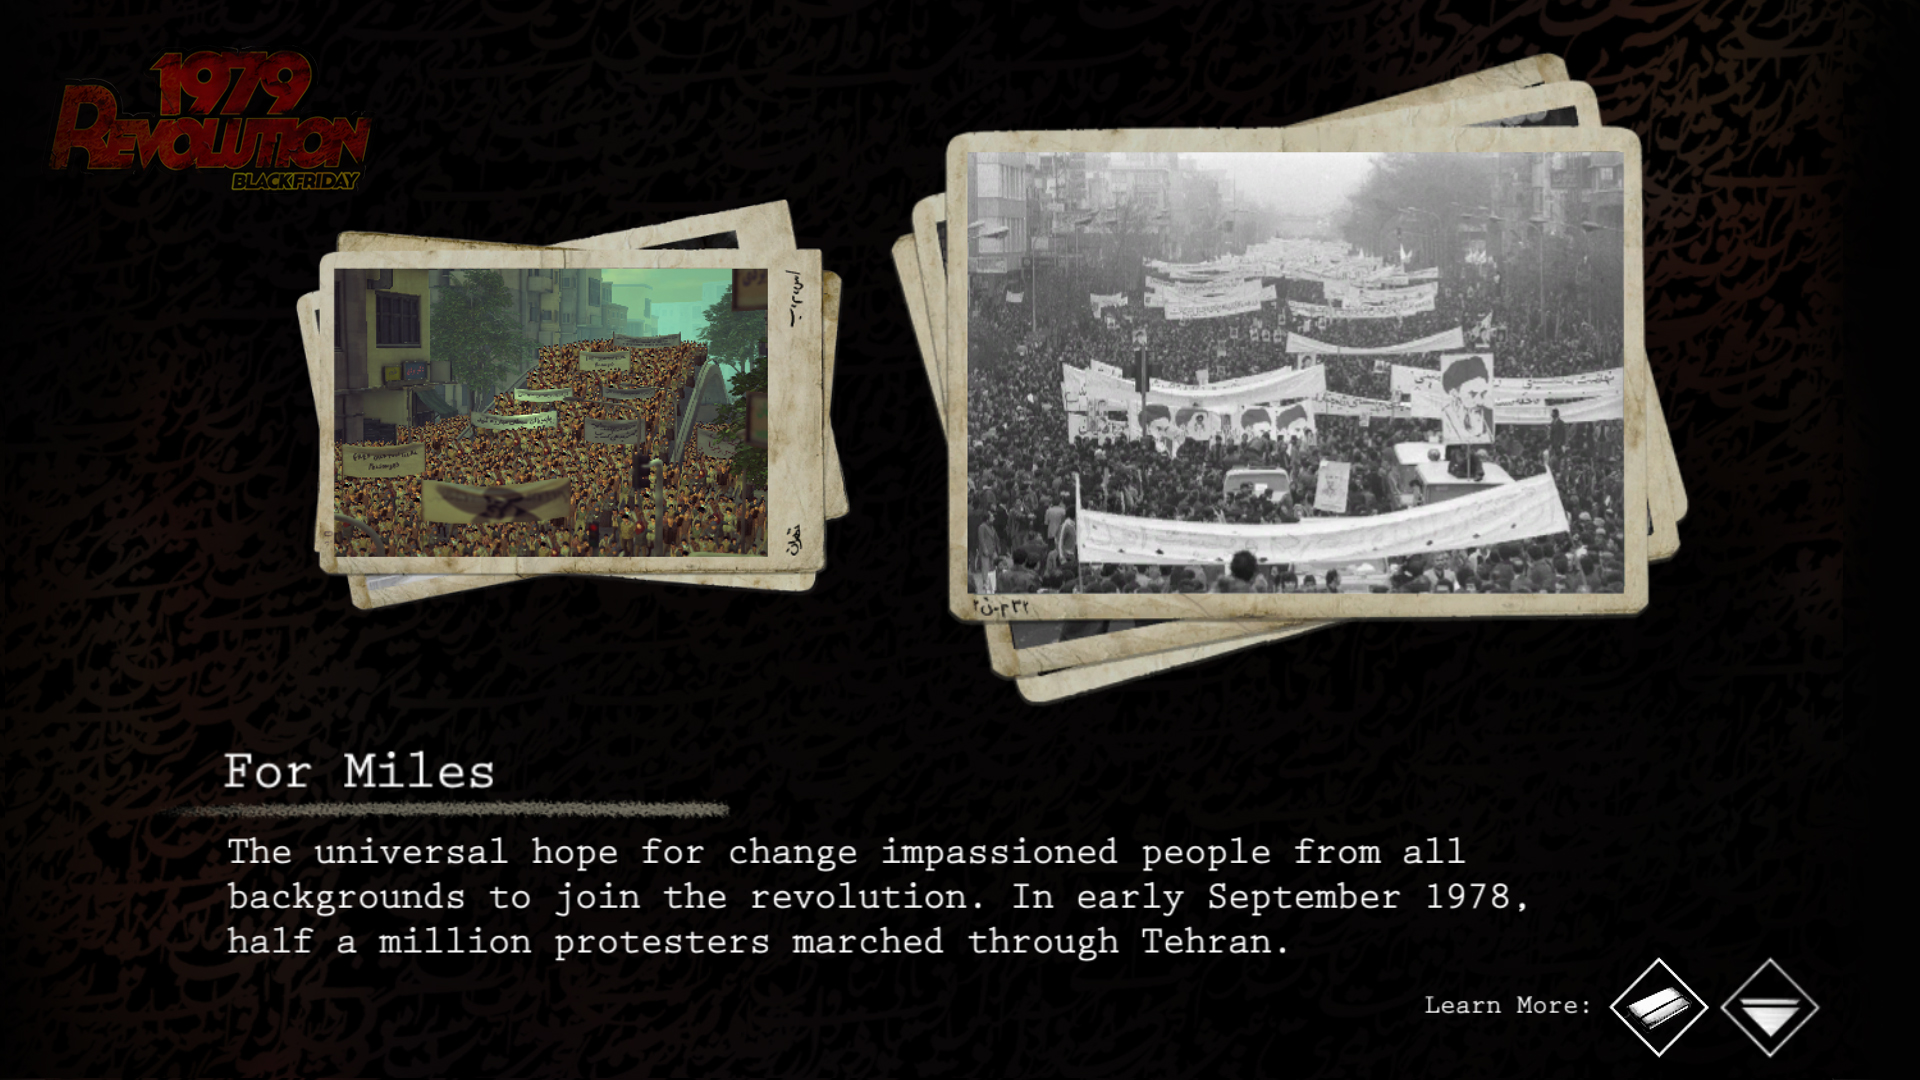 1979
REVOLUTION
BLACK FRIDAY
تهران
For Miles
The universal hope for change impassioned people from all
backgrounds to join the revolution. In early September 1978,
half a million protesters marched through Tehran.
Learn More: